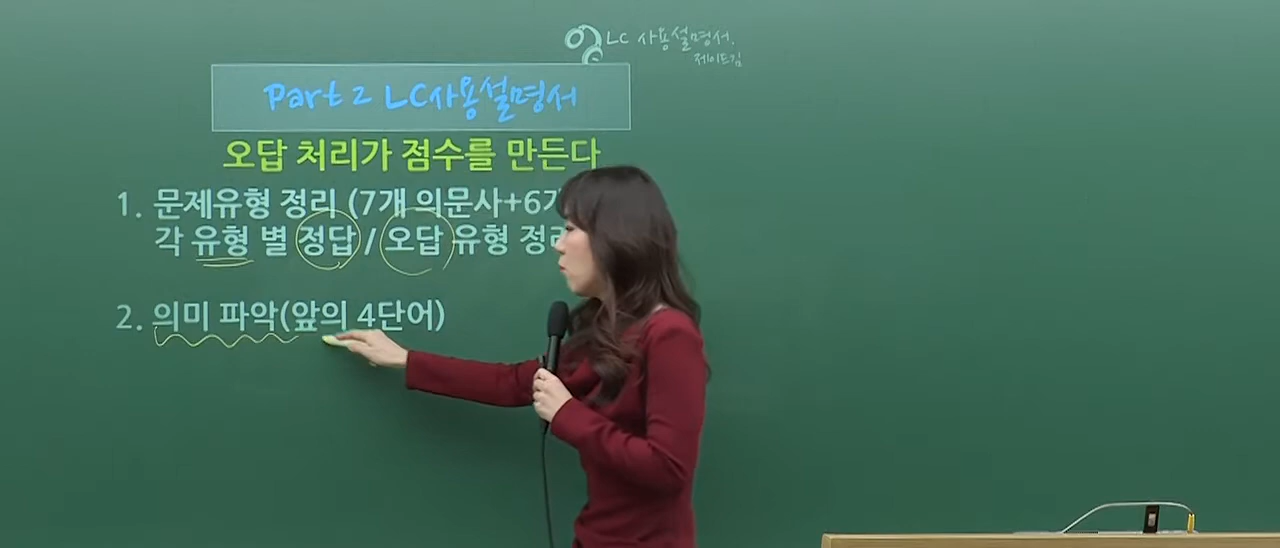 LC 사용설명서.
제이드김
Part 2 LC사용설명서
오답 처리가 점수를 만든다
1. 문제유형 정리 (7개 의문사+6
각 유형 별 정답 / 오답 유형 정
2. 의미 파악(앞의 4단어)